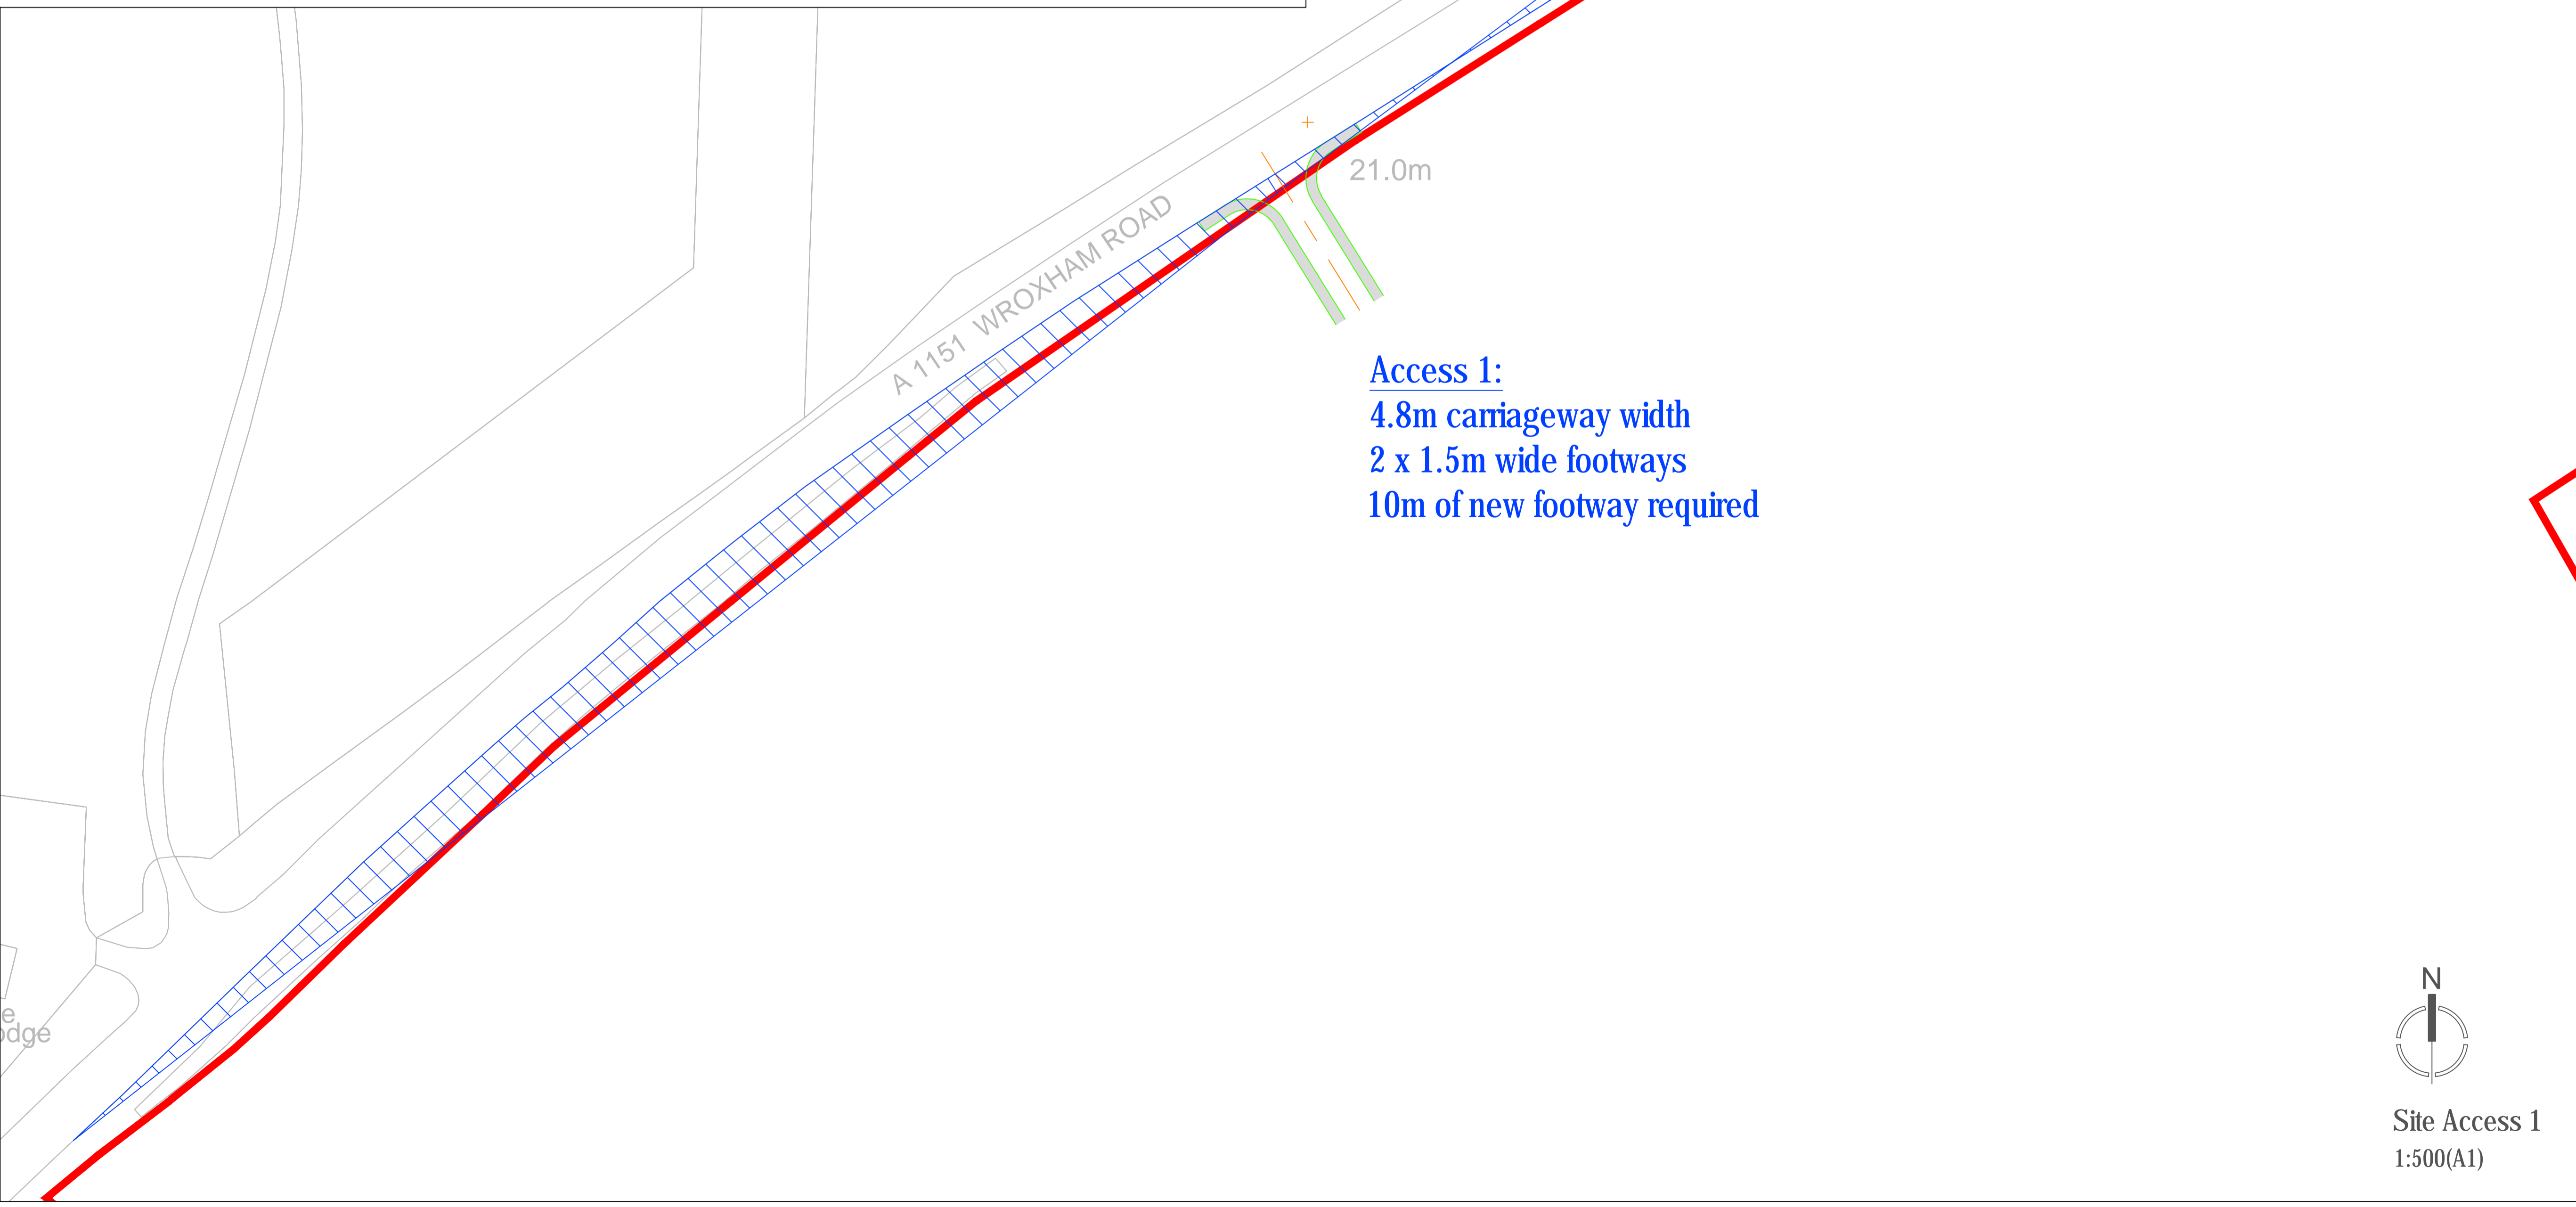 21.0m
A 1151 WROXHAM ROAD
Access 1:
4.8m carriageway width
2 x 1.5m wide footways
10m of new footway required
N
Site Access 1
1:500(A1)